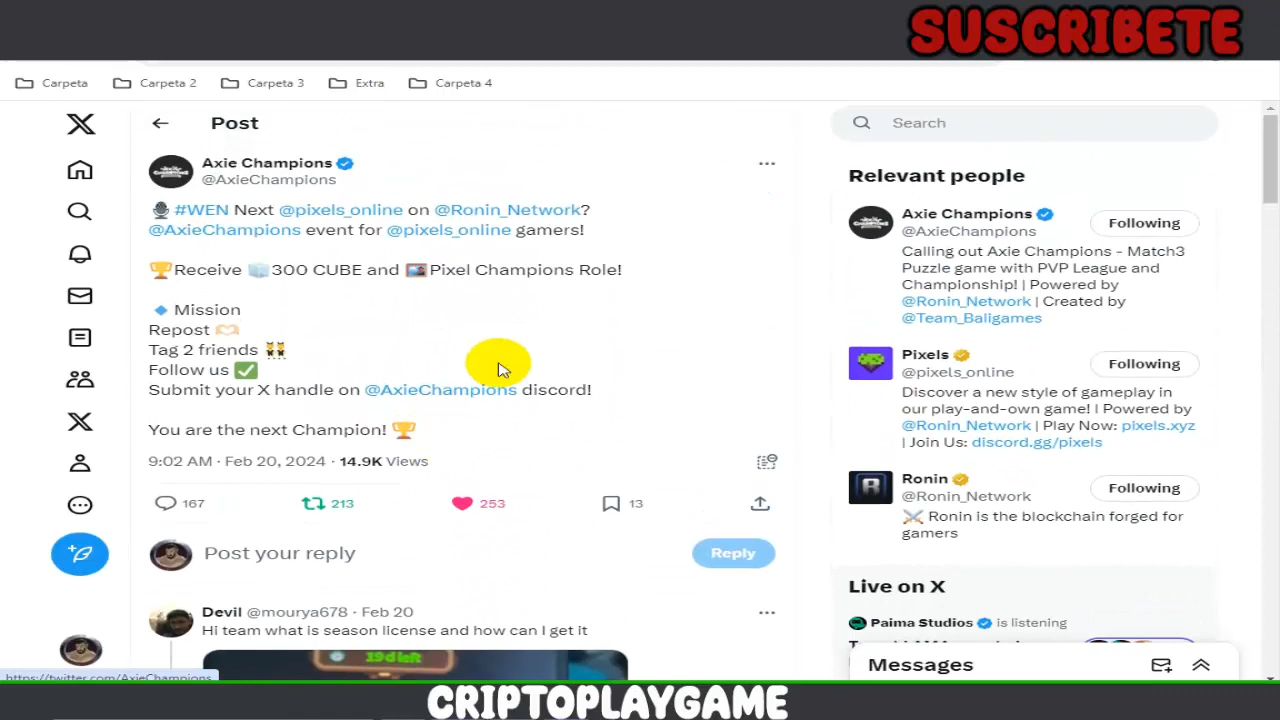 SUSCRIBETE
Carpeta
Carpeta 2
Carpeta 3
Extra
Carpeta 4
Post
Axie Champions
@AxieChampions
#WEN Next @pixels_online on @Ronin_Network?
@AxieChampions event for @pixels_online gamers!
🏆Receive 🧊300 CUBE and 🖼️Pixel Champions Role!
🔹 Mission
Repost 🫶🏻
Tag 2 friends 👯
Follow us ✅
Submit your X handle on @AxieChampions discord!
You are the next Champion! 🏆
9:02 AM · Feb 20, 2024 · 14.9K Views
167
213
253
13
Post your reply
Reply
Devil @mourya678 · Feb 20
Hi team what is season license and how can I get it
19d left
Search
Relevant people
Axie Champions
@AxieChampions
Following
Calling out Axie Champions - Match3
Puzzle game with PVP League and
Championship! | Powered by
@Ronin_Network | Created by
@Team_Baligames
Pixels
@pixels_online
Following
Discover a new style of gameplay in
our play-and-own game! | Powered by
@Ronin_Network | Play Now: pixels.xyz
| Join Us: discord.gg/pixels
Ronin
@Ronin_Network
Following
⚔️ Ronin is the blockchain forged for
gamers
Live on X
Paima Studios is listening
Messages
https://twitter.com/AxieChampions
CRIPTOPLAYGAME